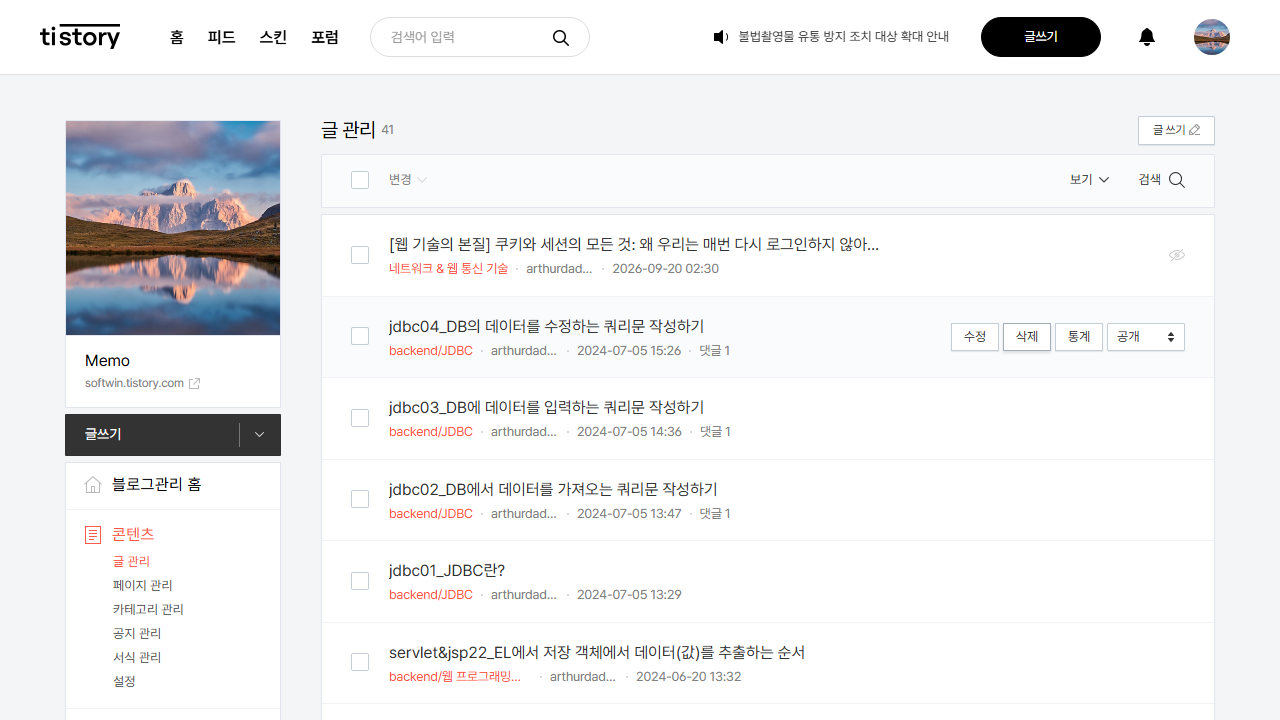 tistory
홈 피드 스킨 포럼
검색어 입력
불법촬영물 유통 방지 조치 대상 확대 안내
글쓰기
Memo
softwin.tistory.com
글쓰기
블로그관리 홈
콘텐츠
글 관리
페이지 관리
카테고리 관리
공지 관리
서식 관리
설정
글 관리 41
글 쓰기
변경
보기
검색
[웹 기술의 본질] 쿠키와 세션의 모든 것: 왜 우리는 매번 다시 로그인하지 않아...
네트워크 & 웹 통신 기술 · arthurdad... · 2026-09-20 02:30
jdbc04_DB의 데이터를 수정하는 쿼리문 작성하기
backend/JDBC · arthurdad... · 2024-07-05 15:26 · 댓글 1
수정 삭제 통계 공개
jdbc03_DB에 데이터를 입력하는 쿼리문 작성하기
backend/JDBC · arthurdad... · 2024-07-05 14:36 · 댓글 1
jdbc02_DB에서 데이터를 가져오는 쿼리문 작성하기
backend/JDBC · arthurdad... · 2024-07-05 13:47 · 댓글 1
jdbc01_JDBC란?
backend/JDBC · arthurdad... · 2024-07-05 13:29
servlet&jsp22_EL에서 저장 객체에서 데이터(값)를 추출하는 순서
backend/웹 프로그래밍... · arthurdad... · 2024-06-20 13:32